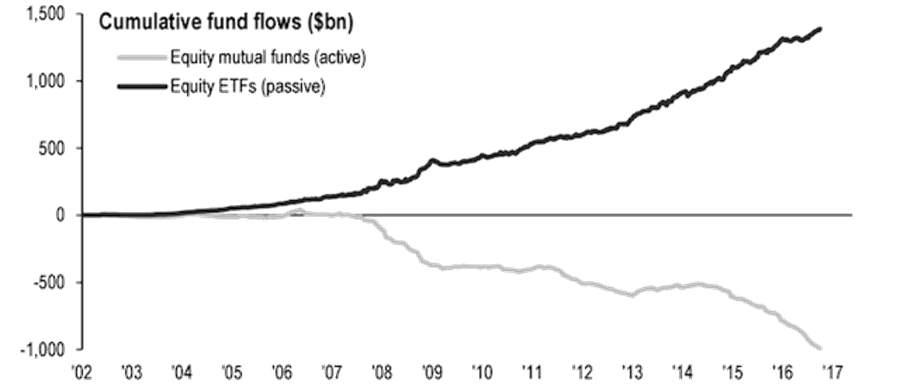 Cumulative fund flows ($bn)
Equity mutual funds (active)
Equity ETFs (passive)
1,500
1,000
500
0
-500
-1,000
'02 '03 '04 '05 '06 '07 '08 '09 '10 '11 '12 '13 '14 '15 '16 '17